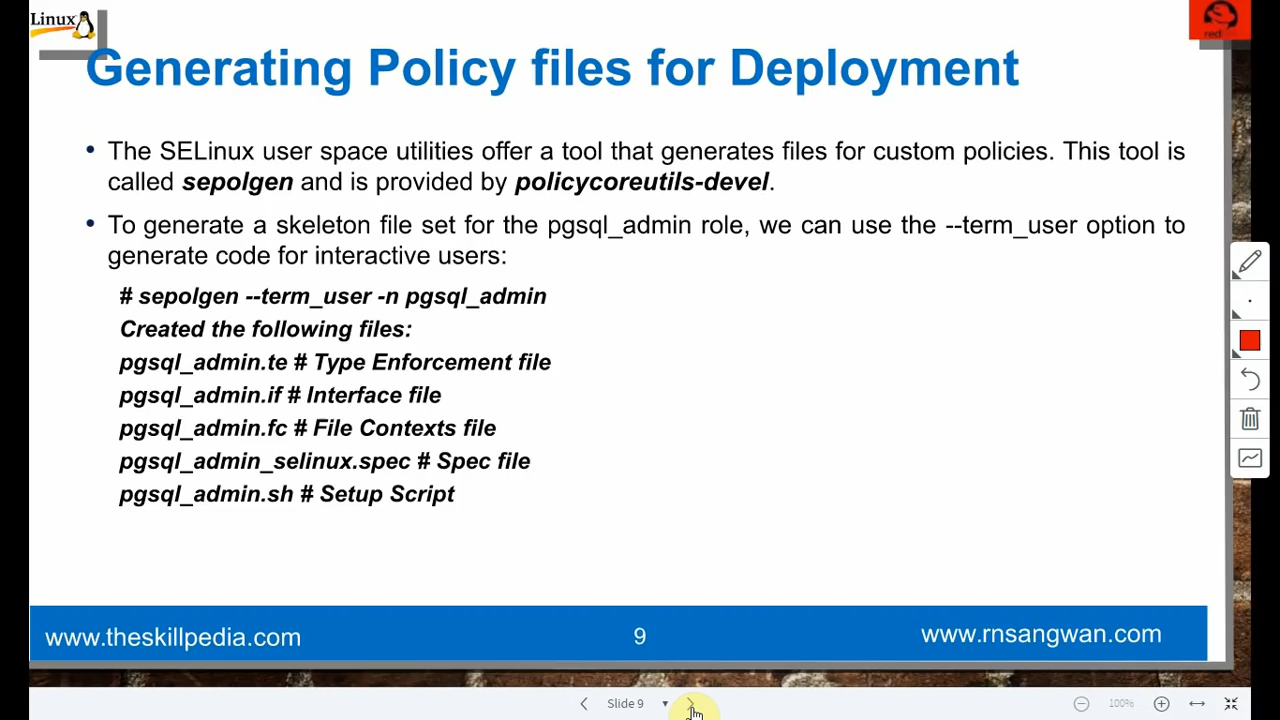 Linux
red
Generating Policy files for Deployment
• The SELinux user space utilities offer a tool that generates files for custom policies. This tool is
called sepolgen and is provided by policycoreutils-devel.
• To generate a skeleton file set for the pgsql_admin role, we can use the --term_user option to
generate code for interactive users:
# sepolgen --term_user -n pgsql_admin
Created the following files:
pgsql_admin.te # Type Enforcement file
pgsql_admin.if # Interface file
pgsql_admin.fc # File Contexts file
pgsql_admin_selinux.spec # Spec file
pgsql_admin.sh # Setup Script
www.theskillpedia.com 9 www.rnsangwan.com
Slide 9 100%